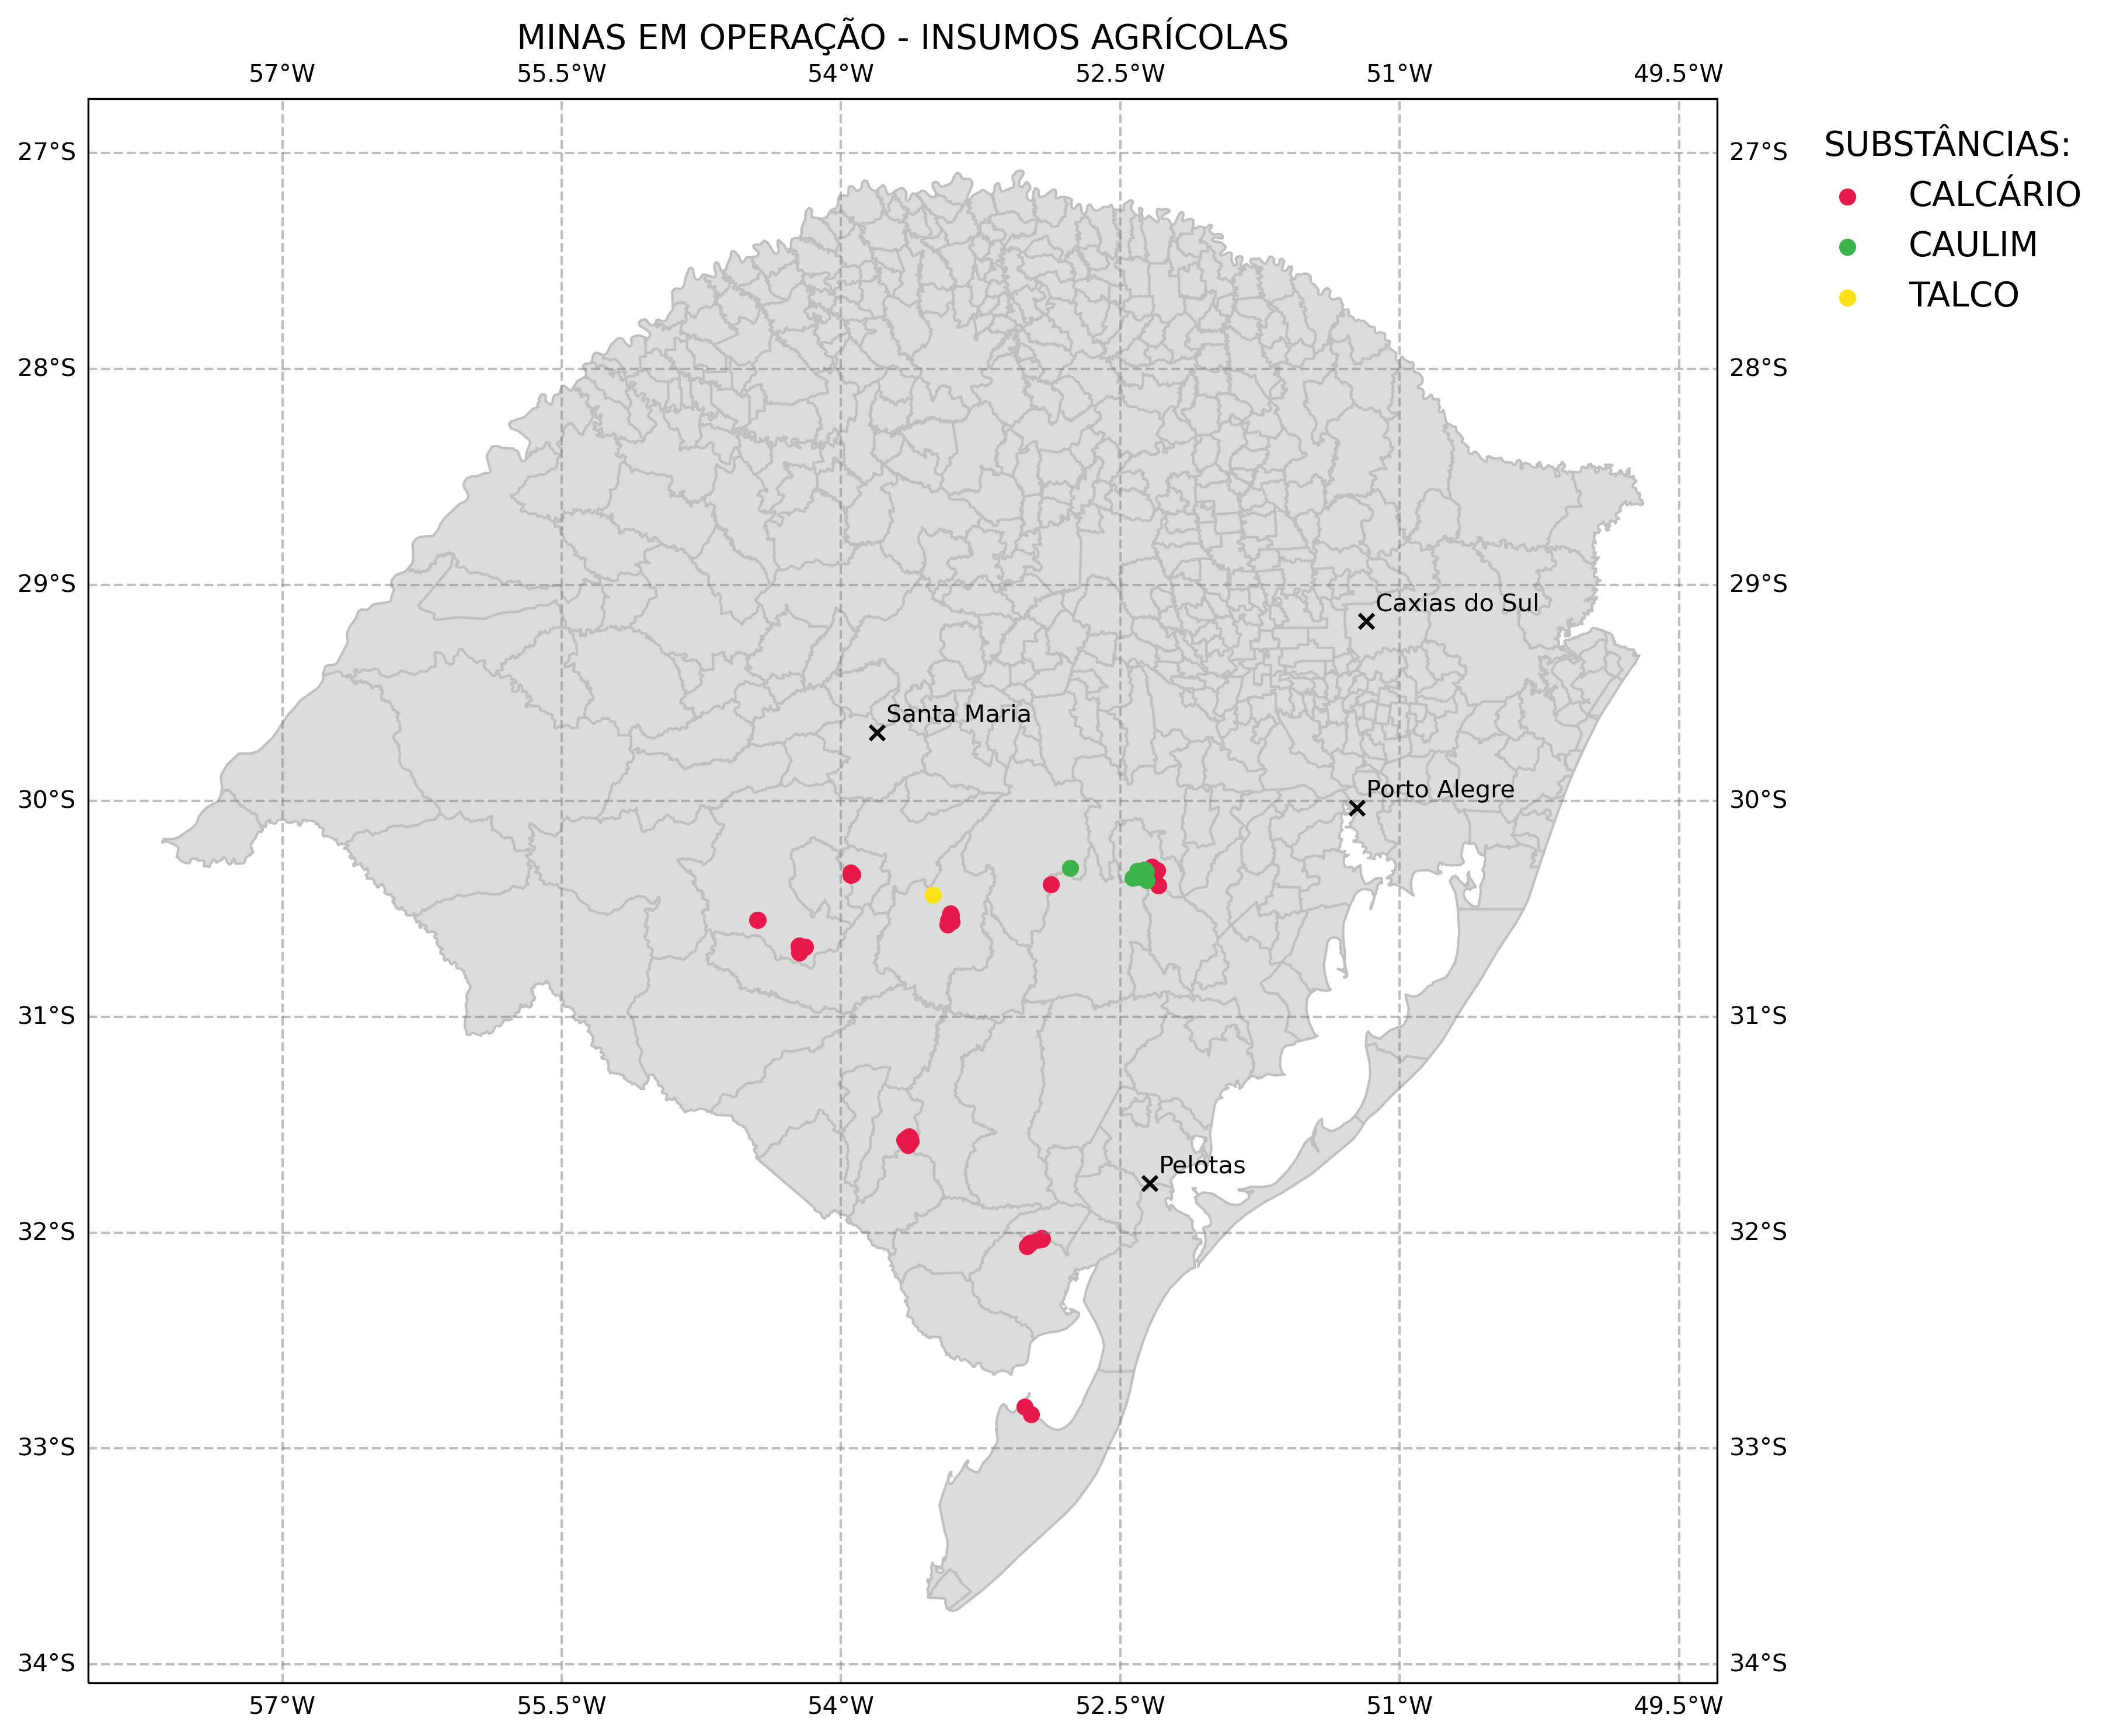 MINAS EM OPERAÇÃO - INSUMOS AGRÍCOLAS
57°W 55.5°W 54°W 52.5°W 51°W 49.5°W
27°S 27°S
SUBSTÂNCIAS:
CALCÁRIO
CAULIM
TALCO
28°S 28°S
29°S 29°S
Caxias do Sul
Santa Maria
Porto Alegre
30°S 30°S
31°S 31°S
Pelotas
32°S 32°S
33°S 33°S
34°S 34°S
57°W 55.5°W 54°W 52.5°W 51°W 49.5°W